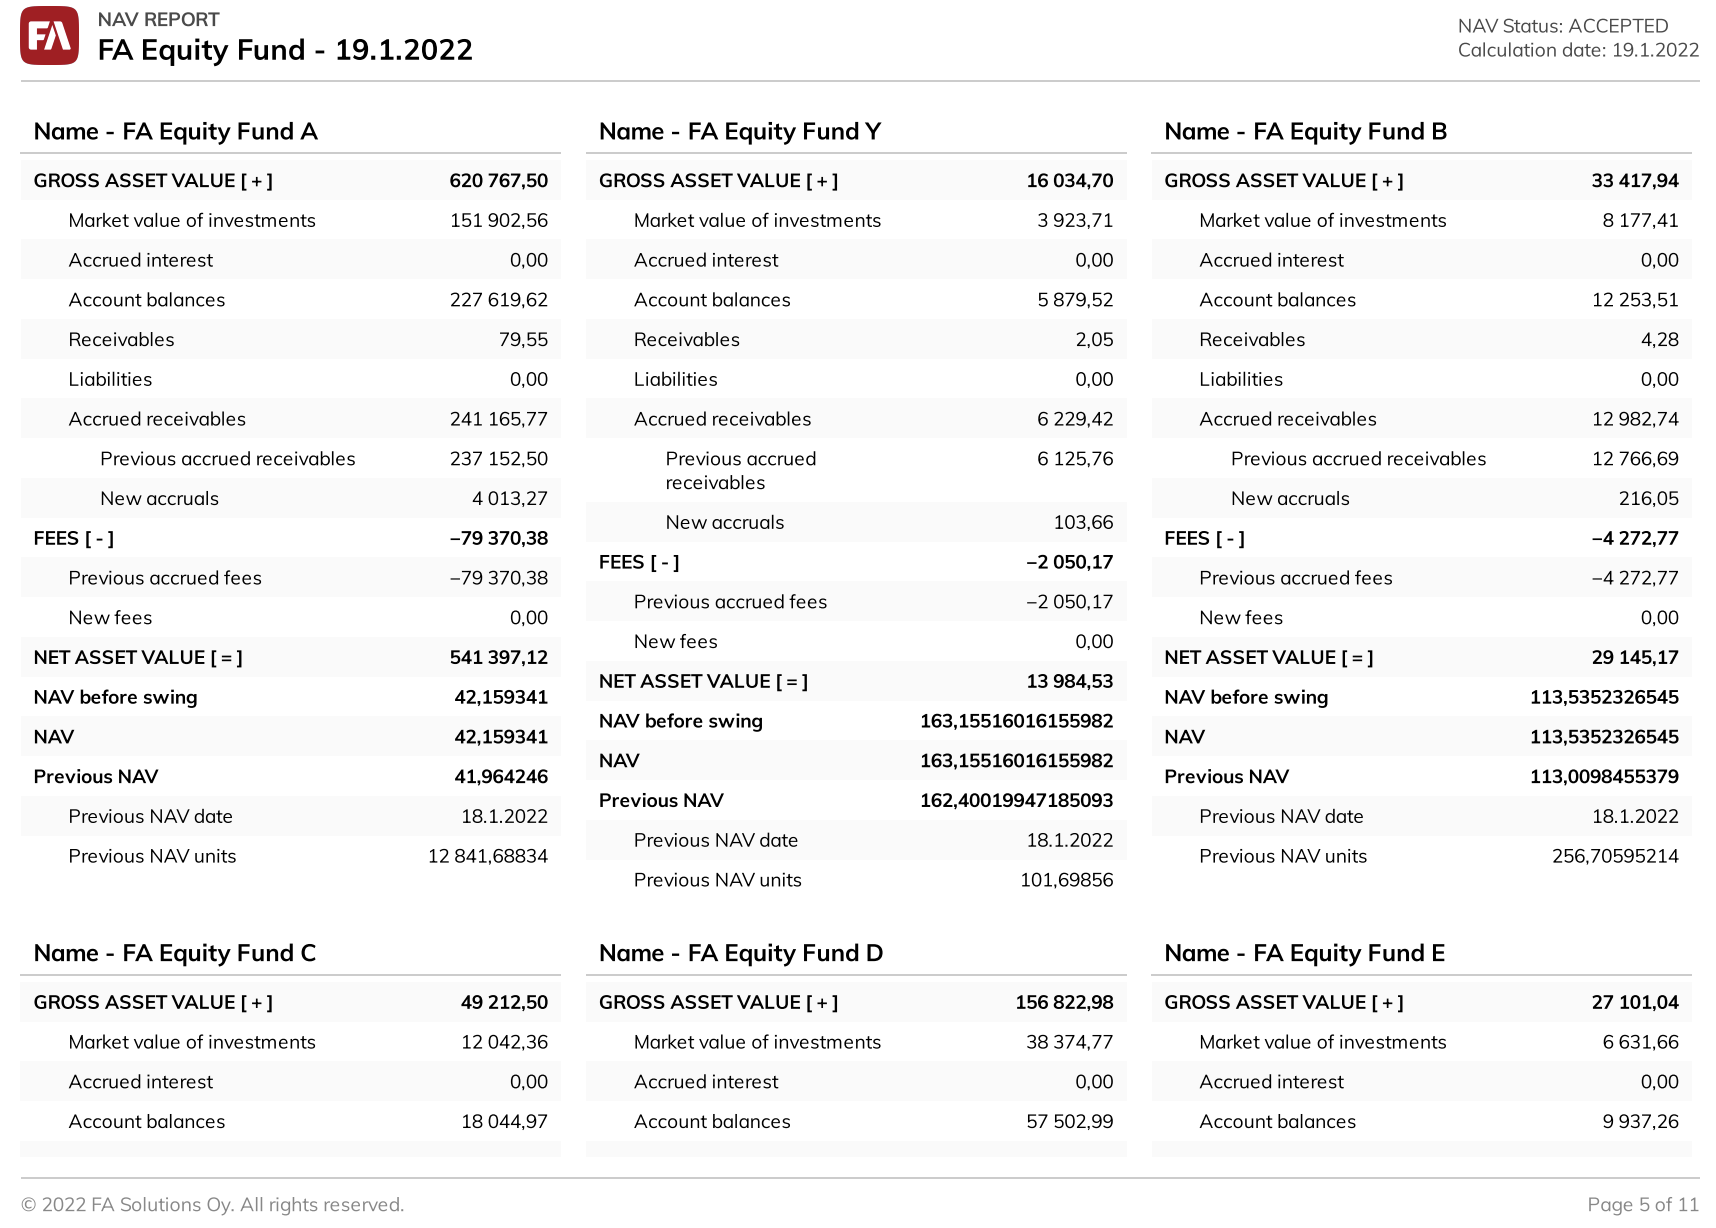 FA
NAV REPORT
FA Equity Fund - 19.1.2022
NAV Status: ACCEPTED
Calculation date: 19.1.2022
Name - FA Equity Fund A
GROSS ASSET VALUE [ + ] 620 767,50
Market value of investments 151 902,56
Accrued interest 0,00
Account balances 227 619,62
Receivables 79,55
Liabilities 0,00
Accrued receivables 241 165,77
Previous accrued receivables 237 152,50
New accruals 4 013,27
FEES [ - ] −79 370,38
Previous accrued fees −79 370,38
New fees 0,00
NET ASSET VALUE [ = ] 541 397,12
NAV before swing 42,159341
NAV 42,159341
Previous NAV 41,964246
Previous NAV date 18.1.2022
Previous NAV units 12 841,68834
Name - FA Equity Fund Y
GROSS ASSET VALUE [ + ] 16 034,70
Market value of investments 3 923,71
Accrued interest 0,00
Account balances 5 879,52
Receivables 2,05
Liabilities 0,00
Accrued receivables 6 229,42
Previous accrued 6 125,76
receivables
New accruals 103,66
FEES [ - ] −2 050,17
Previous accrued fees −2 050,17
New fees 0,00
NET ASSET VALUE [ = ] 13 984,53
NAV before swing 163,15516016155982
NAV 163,15516016155982
Previous NAV 162,40019947185093
Previous NAV date 18.1.2022
Previous NAV units 101,69856
Name - FA Equity Fund B
GROSS ASSET VALUE [ + ] 33 417,94
Market value of investments 8 177,41
Accrued interest 0,00
Account balances 12 253,51
Receivables 4,28
Liabilities 0,00
Accrued receivables 12 982,74
Previous accrued receivables 12 766,69
New accruals 216,05
FEES [ - ] −4 272,77
Previous accrued fees −4 272,77
New fees 0,00
NET ASSET VALUE [ = ] 29 145,17
NAV before swing 113,5352326545
NAV 113,5352326545
Previous NAV 113,0098455379
Previous NAV date 18.1.2022
Previous NAV units 256,70595214
Name - FA Equity Fund C
GROSS ASSET VALUE [ + ] 49 212,50
Market value of investments 12 042,36
Accrued interest 0,00
Account balances 18 044,97
Name - FA Equity Fund D
GROSS ASSET VALUE [ + ] 156 822,98
Market value of investments 38 374,77
Accrued interest 0,00
Account balances 57 502,99
Name - FA Equity Fund E
GROSS ASSET VALUE [ + ] 27 101,04
Market value of investments 6 631,66
Accrued interest 0,00
Account balances 9 937,26
© 2022 FA Solutions Oy. All rights reserved.
Page 5 of 11